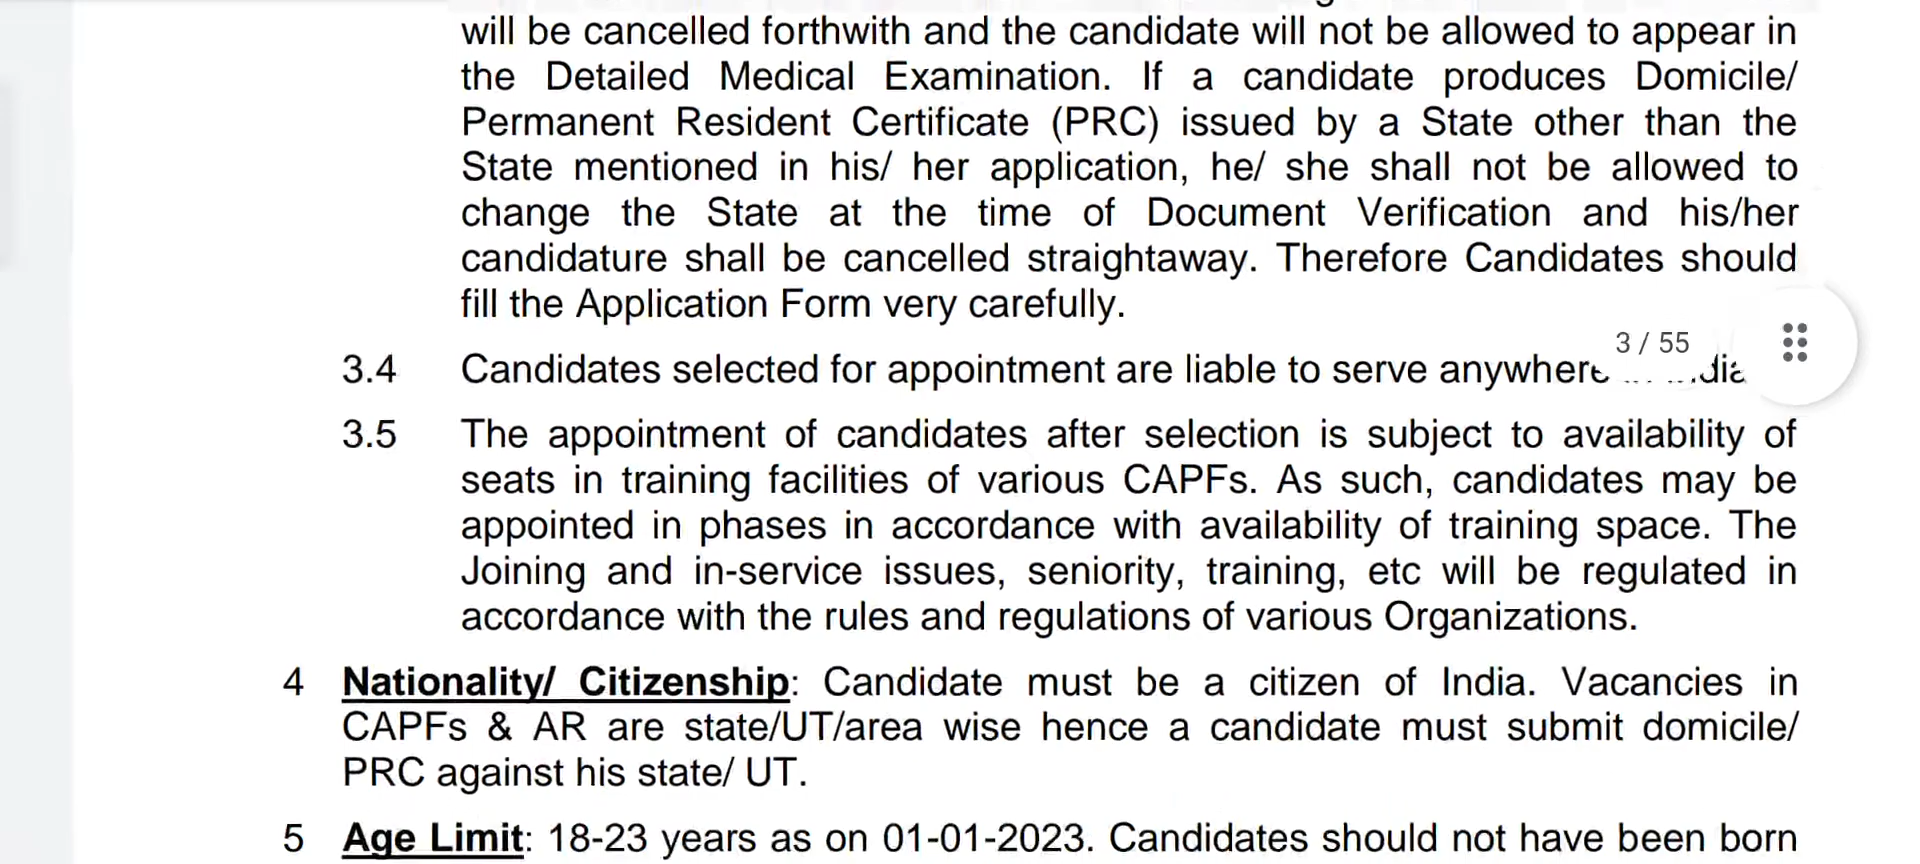 will be cancelled forthwith and the candidate will not be allowed to appear in
the Detailed Medical Examination. If a candidate produces Domicile/
Permanent Resident Certificate (PRC) issued by a State other than the
State mentioned in his/ her application, he/ she shall not be allowed to
change the State at the time of Document Verification and his/her
candidature shall be cancelled straightaway. Therefore Candidates should
fill the Application Form very carefully.
3 / 55
3.4 Candidates selected for appointment are liable to serve anywhere
3.5 The appointment of candidates after selection is subject to availability of
seats in training facilities of various CAPFs. As such, candidates may be
appointed in phases in accordance with availability of training space. The
Joining and in-service issues, seniority, training, etc will be regulated in
accordance with the rules and regulations of various Organizations.
4 Nationality/ Citizenship: Candidate must be a citizen of India. Vacancies in
CAPFs & AR are state/UT/area wise hence a candidate must submit domicile/
PRC against his state/ UT.
5 Age Limit: 18-23 years as on 01-01-2023. Candidates should not have been born